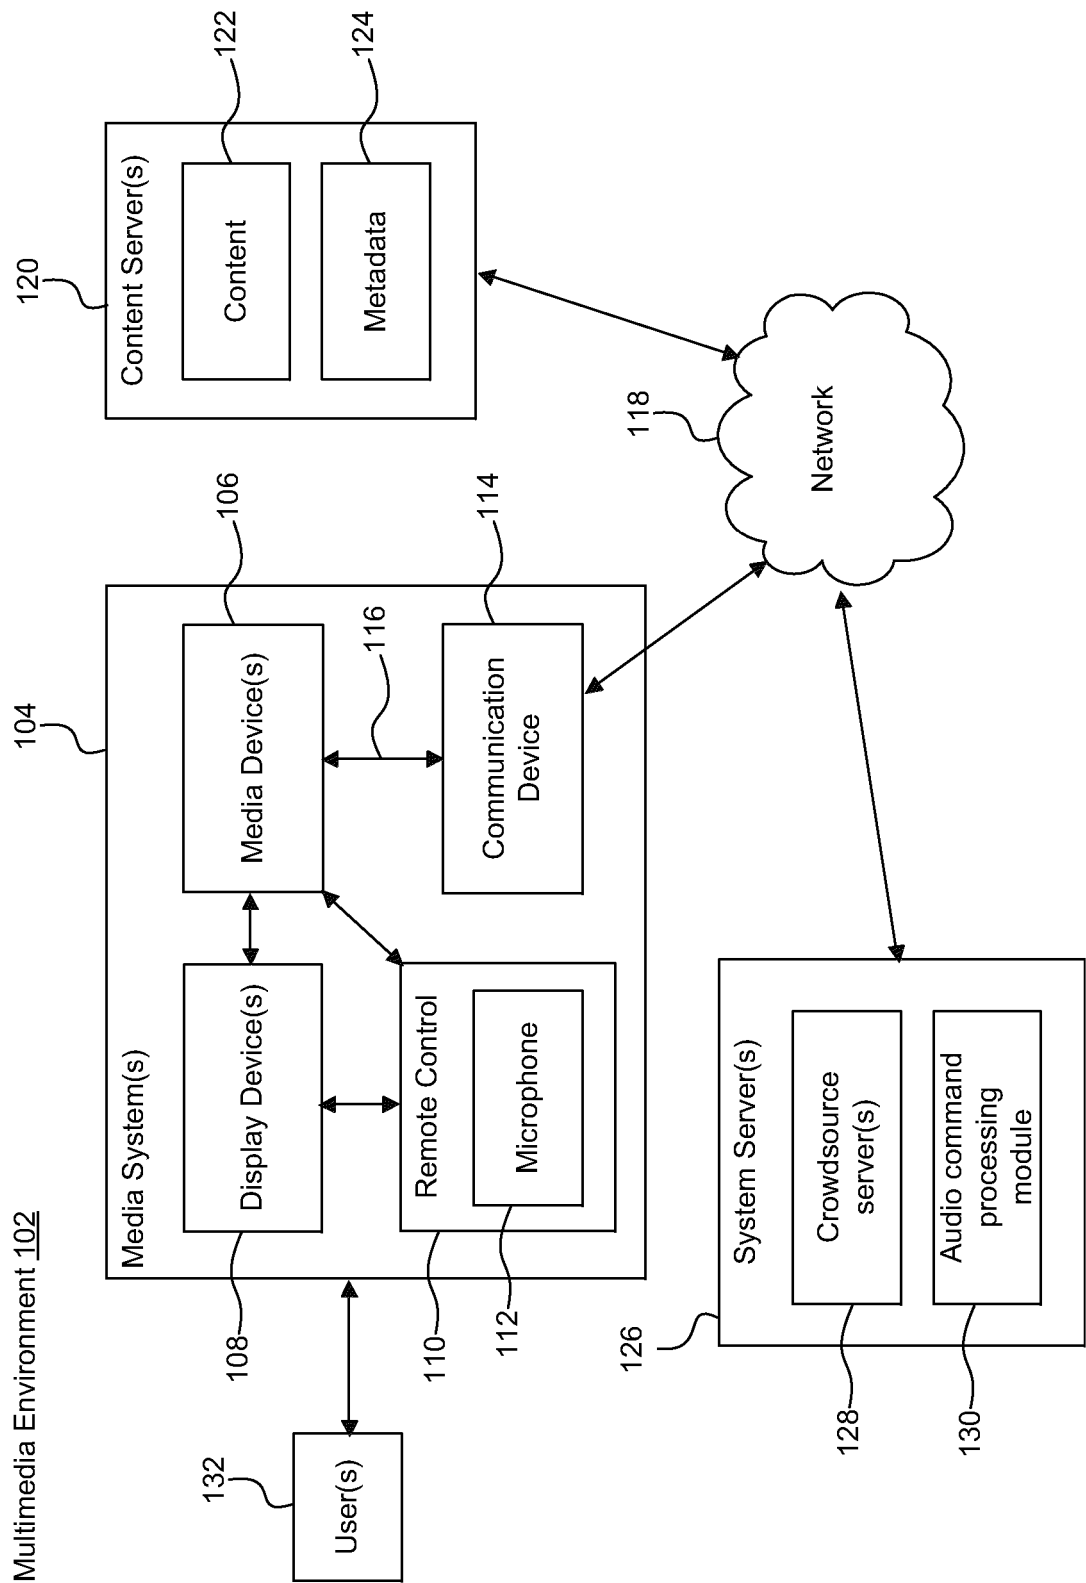 Multimedia Environment 102
104
Media System(s)
132
User(s)
108
Display Device(s)
Media Device(s)
106
116
110
Remote Control
112
Microphone
Communication
Device
114
120
Content Server(s)
Content
122
Metadata
124
118
Network
126
System Server(s)
128
Crowdsource
server(s)
130
Audio command
processing
module